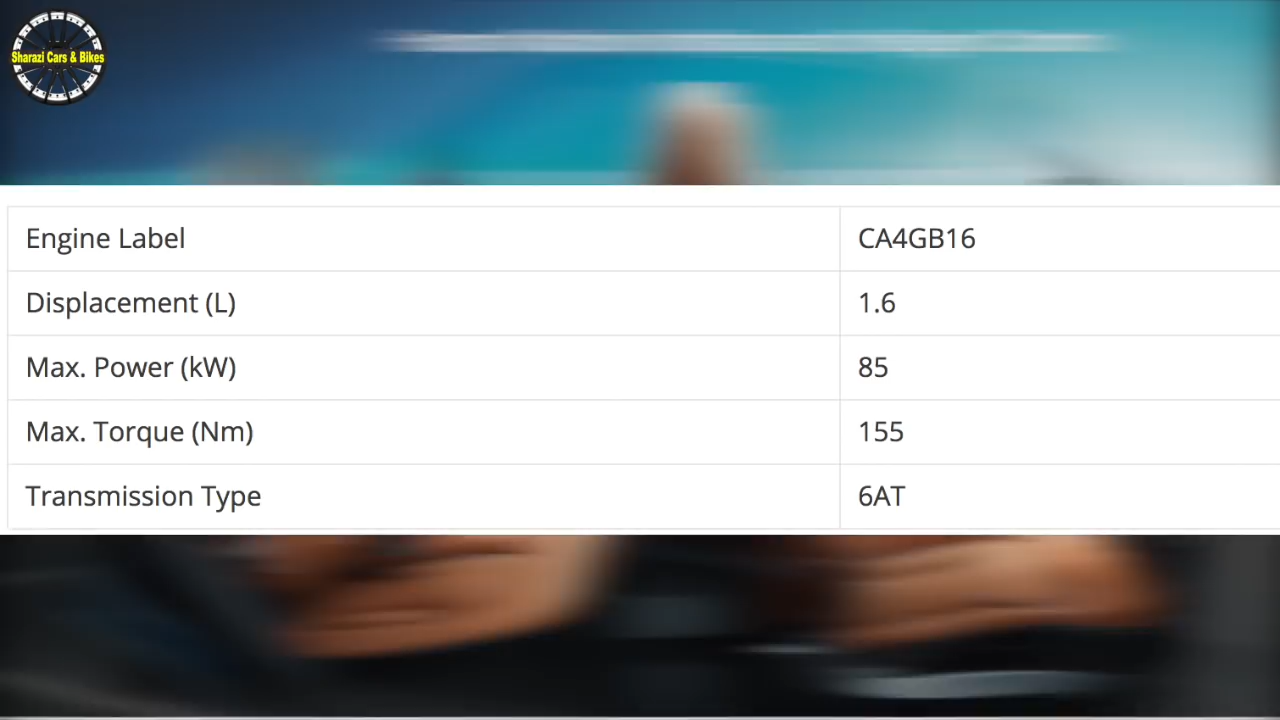 Sharazi Cars & Bikes
Engine Label CA4GB16
Displacement (L) 1.6
Max. Power (kW) 85
Max. Torque (Nm) 155
Transmission Type 6AT